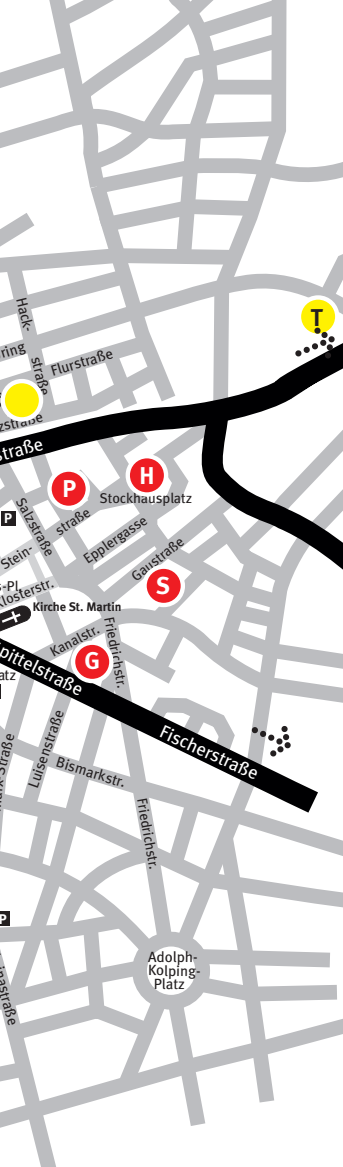 T
Hack-
straße
ring
Flurstraße
zstraße
straße
P
H
Stockhausplatz
P
Salzstraße
Stein-
straße
Epplergasse
Gaustraße
S
s-Pl
Klosterstr.
Kirche St. Martin
Kanalstr.
Friedrichstr.
G
pittelstraße
atz
Fischerstraße
Luisenstraße
Bismarkstr.
Friedrichstr.
P
Adolph-
Kolping-
Platz